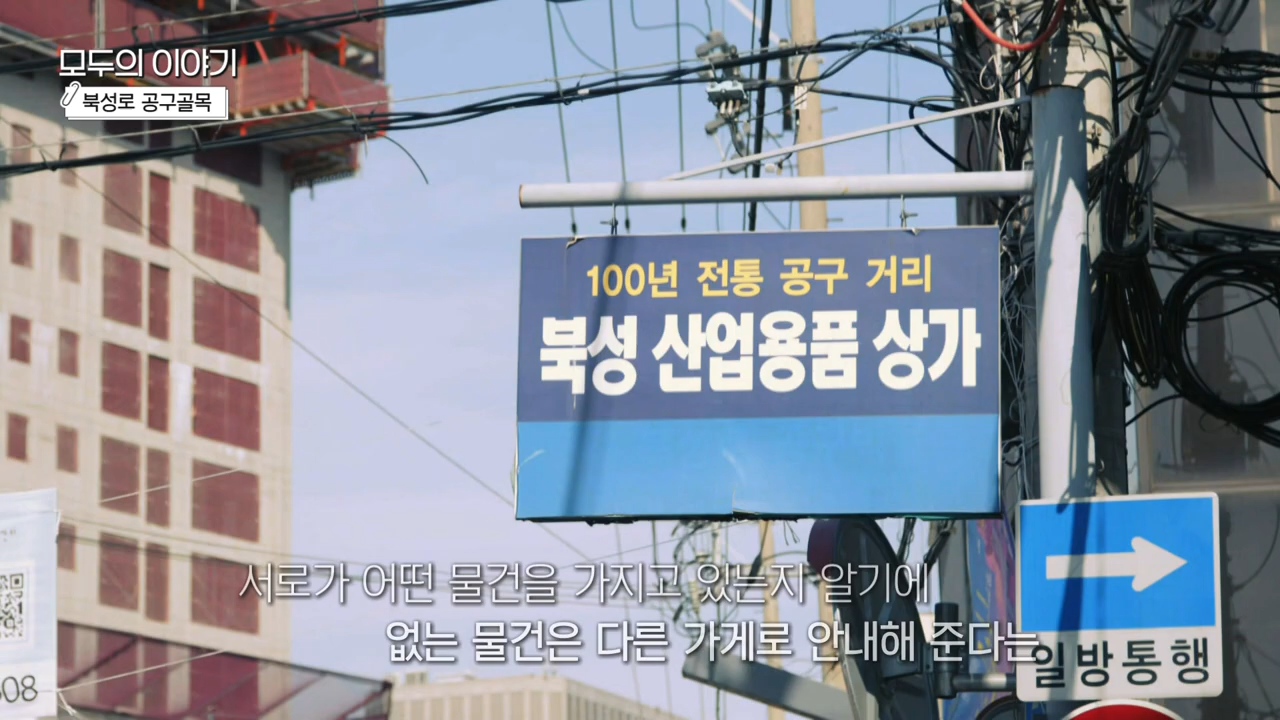 모두의 이야기
북성로 공구골목
100년 전통 공구 거리
북성 산업용품 상가
서로가 어떤 물건을 가지고 있는지 알기에
없는 물건은 다른 가게로 안내해 준다는
일방통행